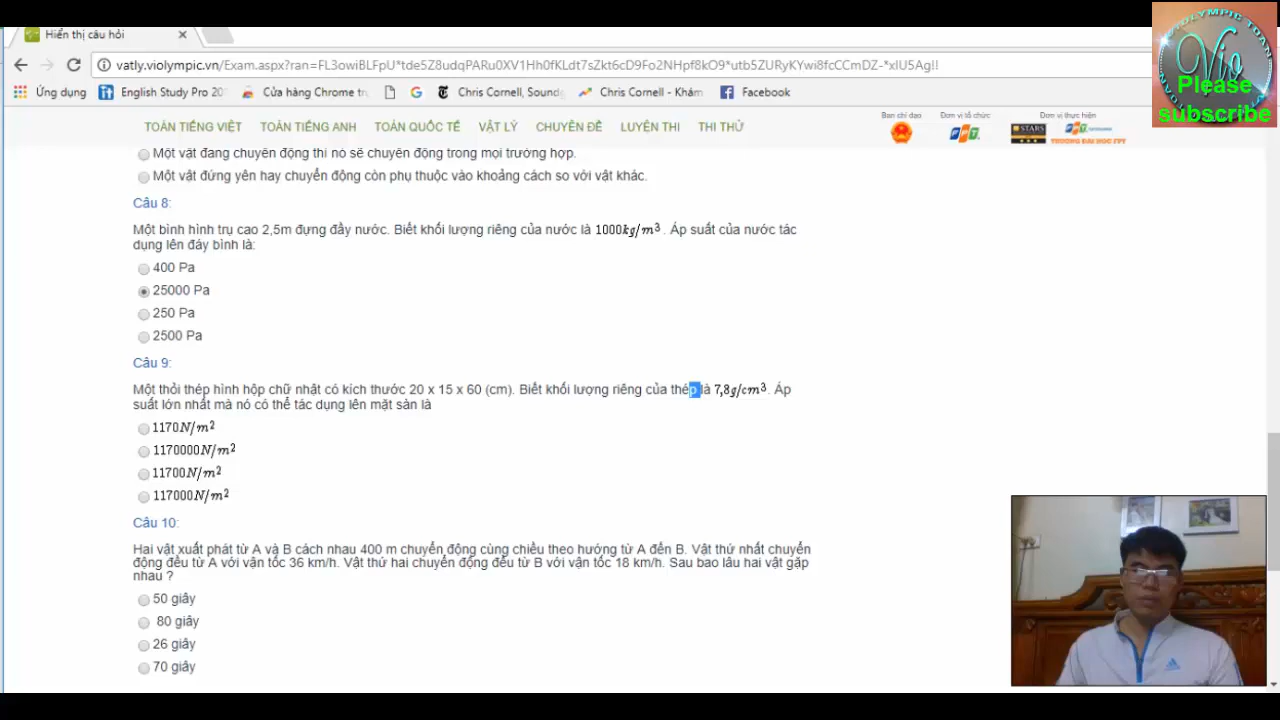 Hiển thị câu hỏi
vatly.violympic.vn/Exam.aspx?ran=FL3owiBLFpU*tde5Z8udqPARu0XV1Hh0fKLdt7sZkt6cD9Fo2NHpf8kO9*utb5ZURyKYwi8fcCCmDZ-*xlU5Ag!!
Ứng dụng English Study Pro 20 Cửa hàng Chrome tr Chris Cornell, Sound Chris Cornell - Khám Facebook
TOÁN TIẾNG VIỆT TOÁN TIẾNG ANH TOÁN QUỐC TẾ VẬT LÝ CHUYÊN ĐỀ LUYỆN THI THI THỬ
Ban chỉ đạo Đơn vị tổ chức Đơn vị thực hiện
STARS
TRƯỜNG ĐẠI HỌC FPT
VIOLYMPIC TOAN
Vio
Please
subscribe
Một vật đang chuyển động thì nó sẽ chuyển động trong mọi trường hợp.
Một vật đứng yên hay chuyển động còn phụ thuộc vào khoảng cách so với vật khác.
Câu 8:
Một bình hình trụ cao 2,5m đựng đầy nước. Biết khối lượng riêng của nước là 1000kg/m³. Áp suất của nước tác
dụng lên đáy bình là:
400 Pa
25000 Pa
250 Pa
2500 Pa
Câu 9:
Một thỏi thép hình hộp chữ nhật có kích thước 20 x 15 x 60 (cm). Biết khối lượng riêng của thép là 7,8g/cm³. Áp
suất lớn nhất mà nó có thể tác dụng lên mặt sàn là
1170N/m²
1170000N/m²
11700N/m²
117000N/m²
Câu 10:
Hai vật xuất phát từ A và B cách nhau 400 m chuyển động cùng chiều theo hướng từ A đến B. Vật thứ nhất chuyển
động đều từ A với vận tốc 36 km/h. Vật thứ hai chuyển động đều từ B với vận tốc 18 km/h. Sau bao lâu hai vật gặp
nhau ?
50 giây
80 giây
26 giây
70 giây